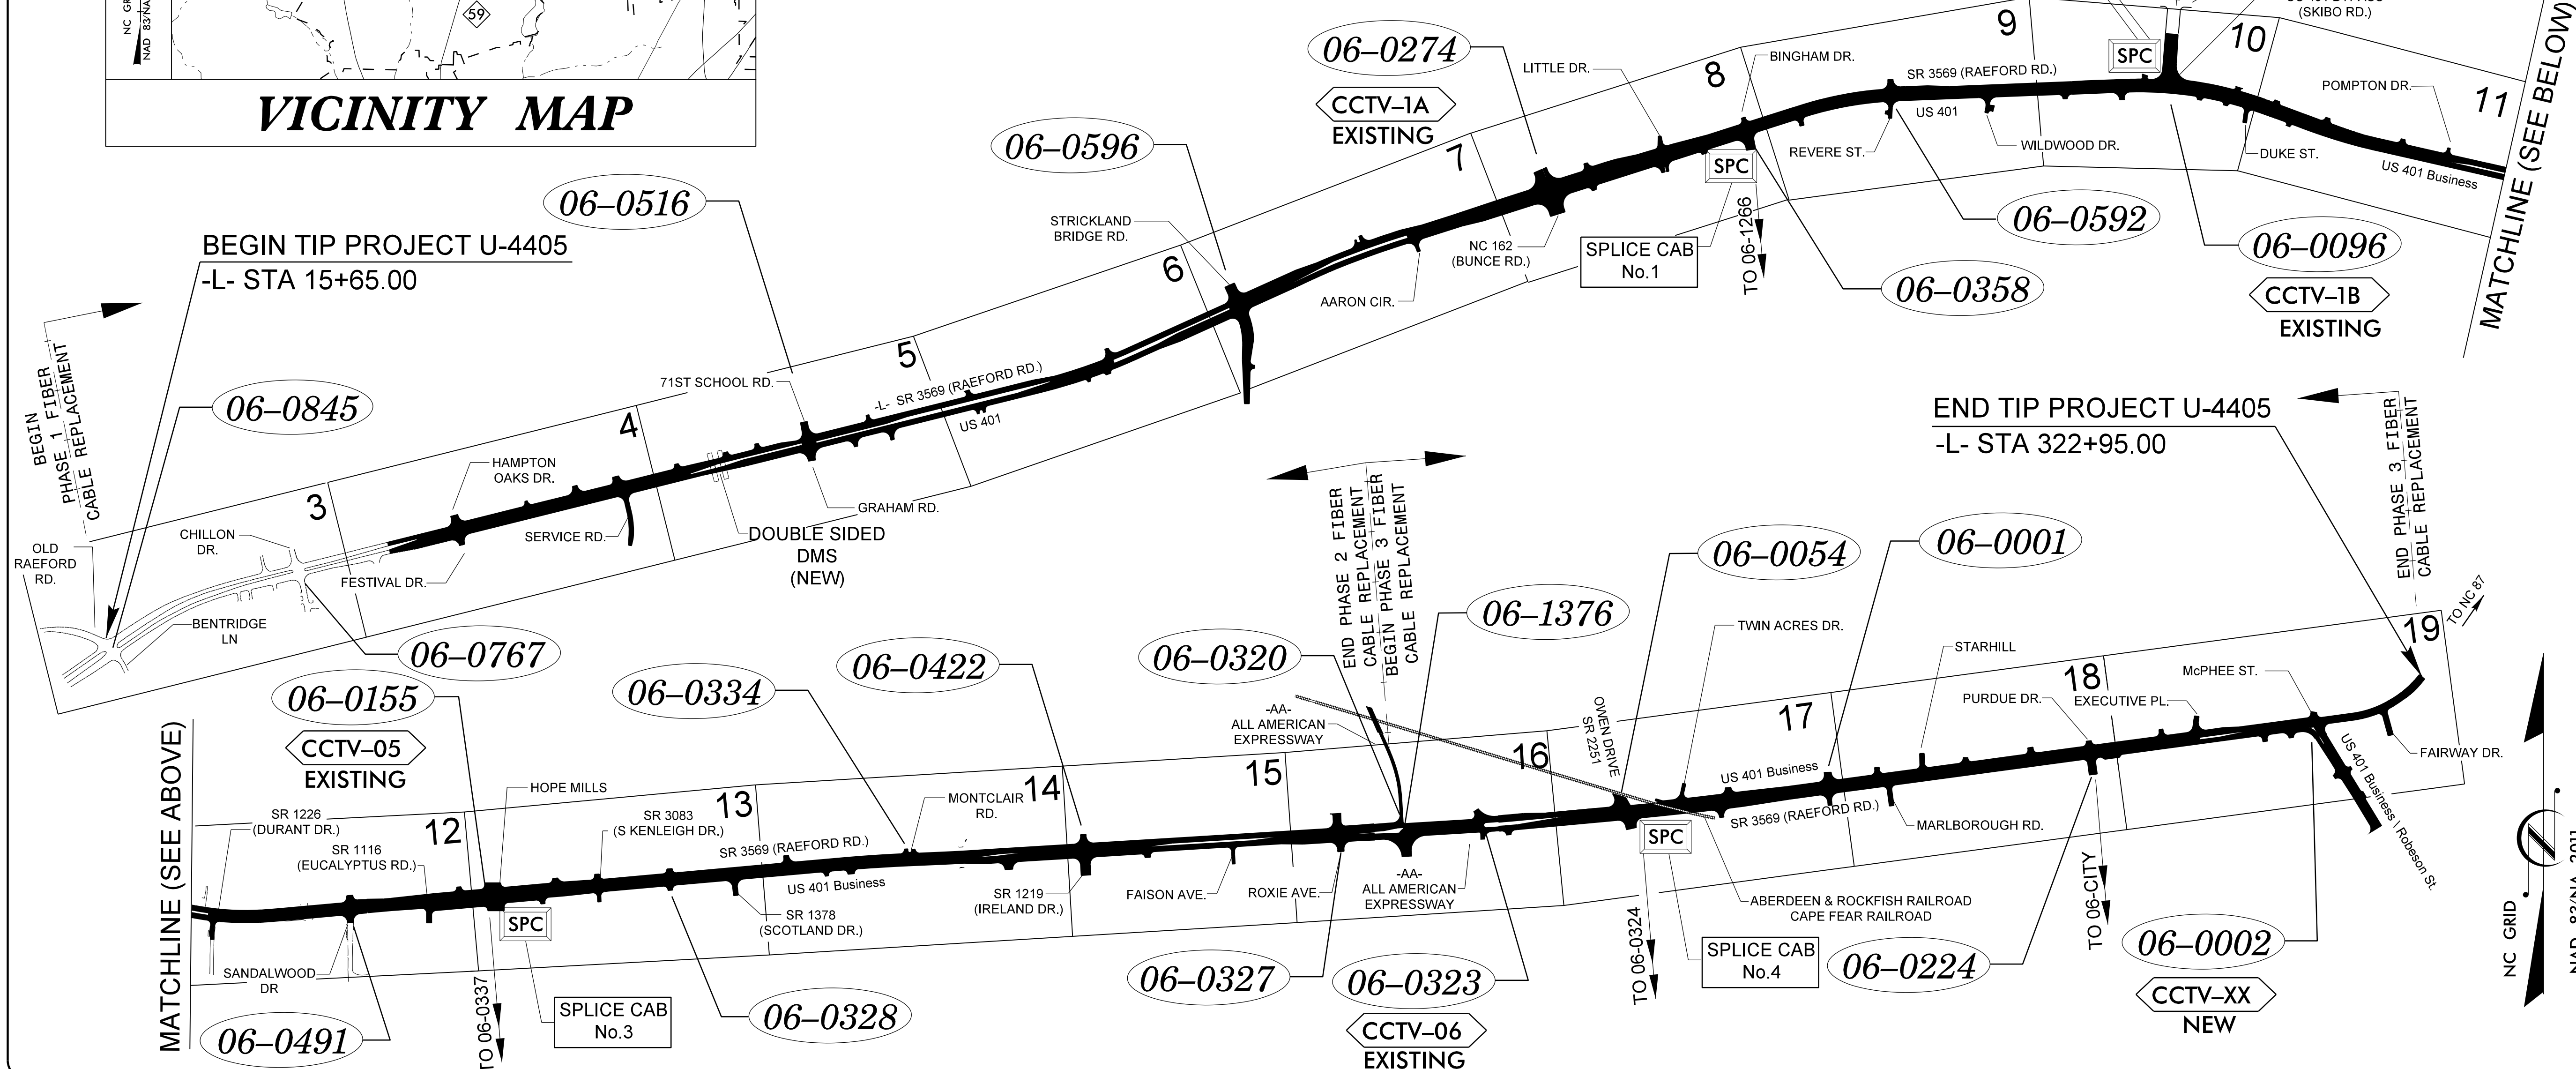 NC GR
NAD 83/NA
59
VICINITY MAP
(SKIBO RD.)
MATCHLINE (SEE BELOW)
06–0274
CCTV–1A
EXISTING
LITTLE DR.
8
BINGHAM DR.
9
SR 3569 (RAEFORD RD.)
US 401
SPC
10
POMPTON DR.
11
US 401 Business
REVERE ST.
WILDWOOD DR.
DUKE ST.
06–0596
7
SPC
06–0516
STRICKLAND
BRIDGE RD.
6
NC 162
(BUNCE RD.)
AARON CIR.
SPLICE CAB
No.1
TO 06-1266
06–0592
06–0358
06–0096
CCTV–1B
EXISTING
BEGIN TIP PROJECT U-4405
-L- STA 15+65.00
BEGIN
PHASE 1 FIBER
CABLE REPLACEMENT
06–0845
71ST SCHOOL RD.
5
-L- SR 3569 (RAEFORD RD.)
US 401
4
HAMPTON
OAKS DR.
3
GRAHAM RD.
SERVICE RD.
DOUBLE SIDED
DMS
(NEW)
CHILLON
DR.
OLD
RAEFORD
RD.
FESTIVAL DR.
BENTRIDGE
LN
06–0767
END TIP PROJECT U-4405
-L- STA 322+95.00
END PHASE 3 FIBER
CABLE REPLACEMENT
END PHASE 2 FIBER
CABLE REPLACEMENT
BEGIN PHASE 3 FIBER
CABLE REPLACEMENT
06–0054
06–0001
06–1376
06–0320
06–0422
06–0334
06–0155
CCTV–05
EXISTING
TWIN ACRES DR.
STARHILL
McPHEE ST.
19
TO NC 87
18
PURDUE DR.
EXECUTIVE PL.
-AA-
ALL AMERICAN
EXPRESSWAY
OWEN DRIVE
SR 2251
17
16
15
14
13
12
FAIRWAY DR.
US 401 Business \ Robeson St.
US 401 Business
SR 3569 (RAEFORD RD.)
MARLBOROUGH RD.
MATCHLINE (SEE ABOVE)
HOPE MILLS
MONTCLAIR
RD.
SR 1226
(DURANT DR.)
SR 3083
(S KENLEIGH DR.)
SR 1116
(EUCALYPTUS RD.)
SR 3569 (RAEFORD RD.)
US 401 Business
SPC
SPC
SR 1378
(SCOTLAND DR.)
SR 1219
(IRELAND DR.)
FAISON AVE.
ROXIE AVE.
-AA-
ALL AMERICAN
EXPRESSWAY
ABERDEEN & ROCKFISH RAILROAD
CAPE FEAR RAILROAD
SANDALWOOD
DR
06–0491
TO 06-0337
SPLICE CAB
No.3
06–0328
06–0327
06–0323
CCTV–06
EXISTING
TO 06-0324
SPLICE CAB
No.4
06–0224
TO 06-CITY
06–0002
CCTV–XX
NEW
NC GRID
NAD 83/NA 2011